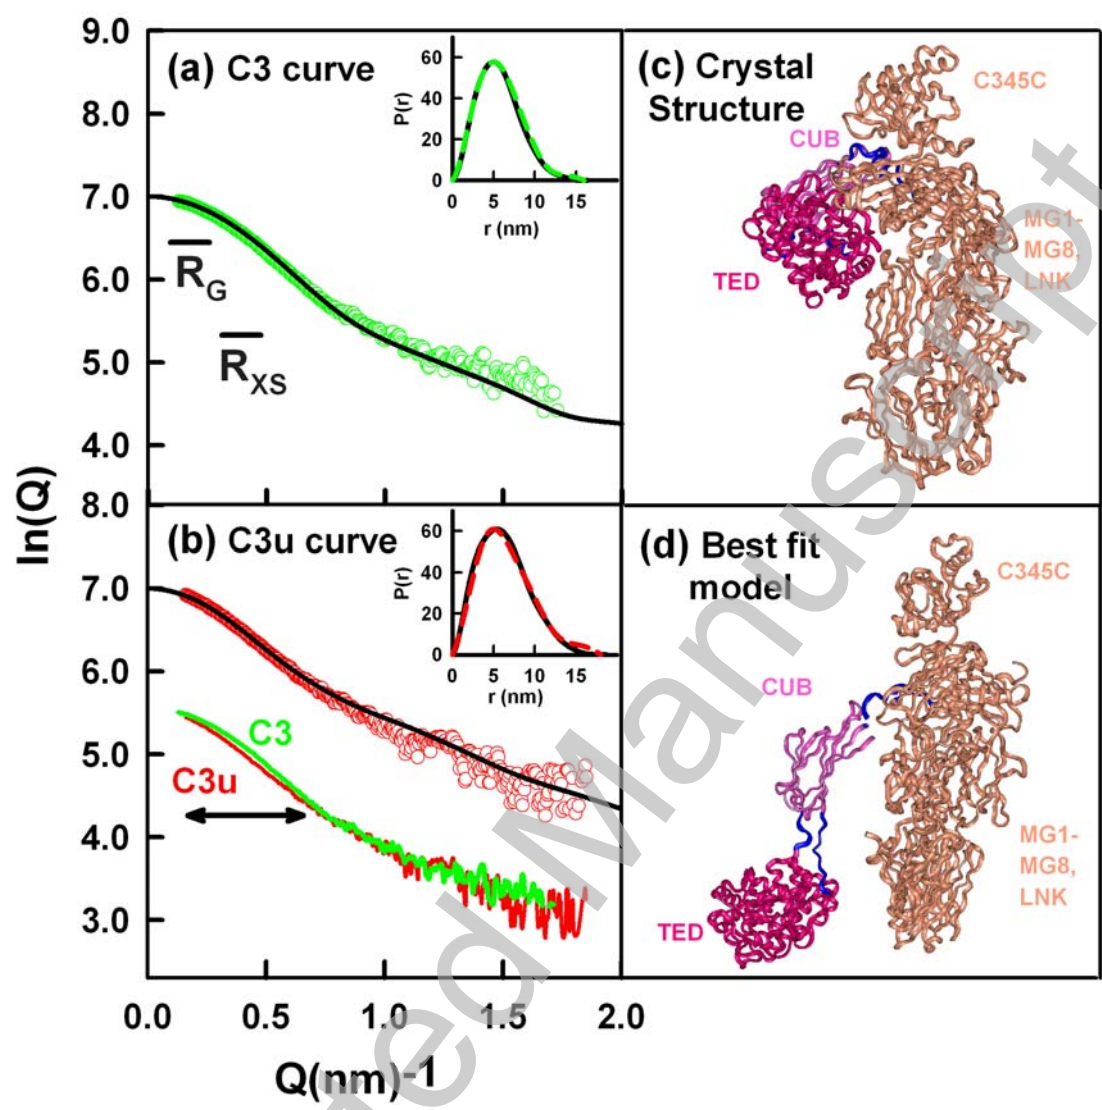 9.0
(a) C3 curve
8.0
7.0
6.0
5.0
4.0
R_G
R_XS
60
40
20
0
P(r)
0 5 10 15
r (nm)
(c) Crystal
Structure
C345C
CUB
TED
MG1-
MG8,
LNK
ln(Q)
8.0
(b) C3u curve
7.0
6.0
5.0
4.0
3.0
C3
C3u
60
40
20
0
P(r)
0 5 10 15
r (nm)
(d) Best fit
model
C345C
CUB
TED
MG1-
MG8,
LNK
0.0 0.5 1.0 1.5 2.0
Q(nm)-1
ted Manuscript